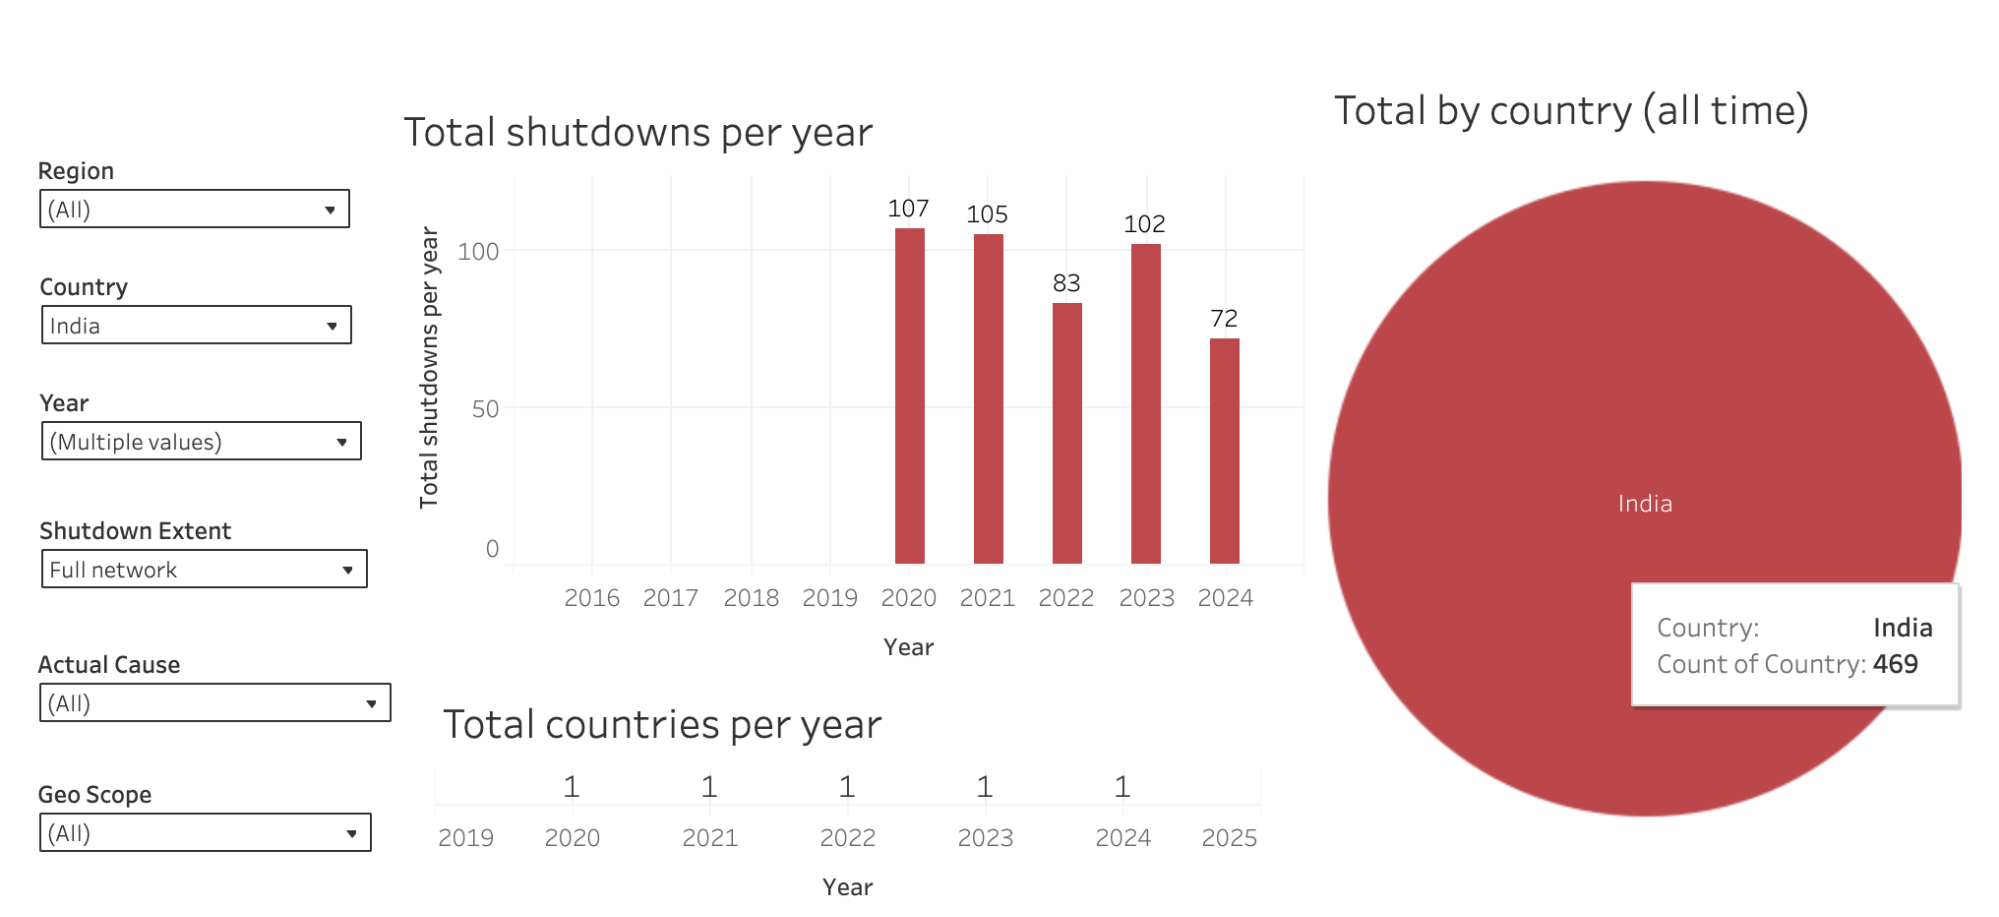 Region
(All)
Country
India
Year
(Multiple values)
Shutdown Extent
Full network
Actual Cause
(All)
Geo Scope
(All)
Total shutdowns per year
Total shutdowns per year
100
50
0
107
105
83
102
72
2016 2017 2018 2019 2020 2021 2022 2023 2024
Year
Total countries per year
1 1 1 1 1
2019 2020 2021 2022 2023 2024 2025
Year
Total by country (all time)
India
Country: India
Count of Country: 469